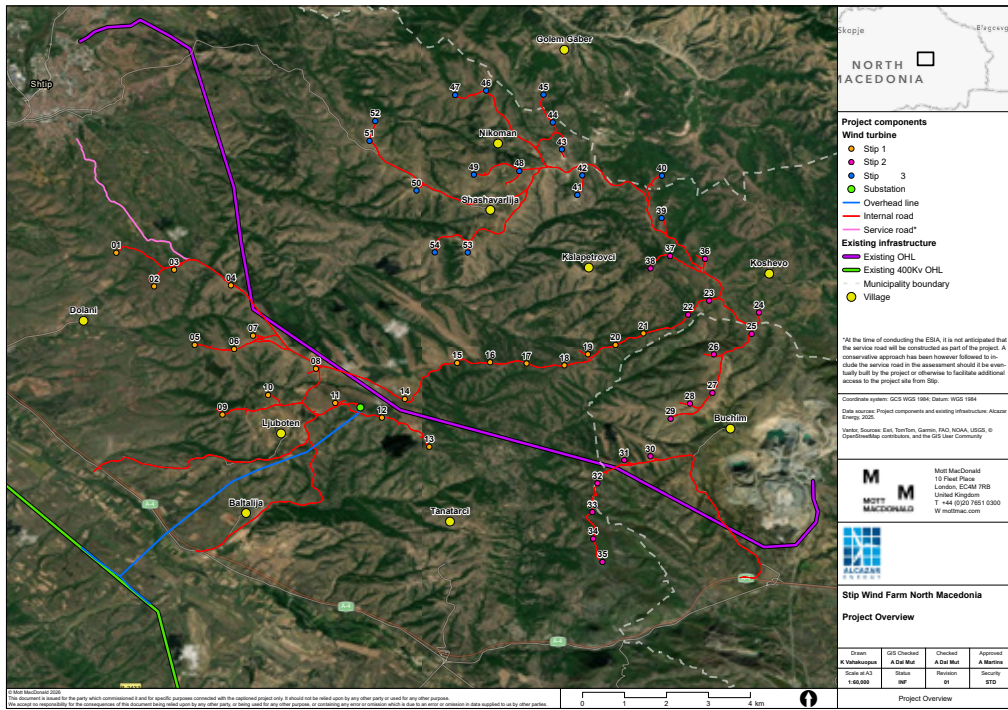 Shtip
Golem Gaber
47
46
45
52
44
51
Nikoman
43
49
48
42
40
50
41
Shashavarlija
39
01
54
53
37
36
03
38
Kalapetrovci
Koshevo
02
04
23
24
Dolani
22
25
07
21
05
06
20
19
26
08
15
16
17
18
10
27
14
11
28
09
12
29
Ljuboten
Buchim
13
31
30
32
Baltalija
Tanatarci
33
34
35
A-4
A-4
A-4
0 1 2 4 km
© Mott MacDonald 2026
This document is issued for the party which commissioned it and for specific purposes connected with the captioned project only. It should not be relied upon by any other party or used for any other purpose.
We accept no responsibility for the consequences of this document being relied upon by any other party, or being used for any other purpose, or containing any error or omission which is due to an error or omission in data supplied to us by other parties.
Skopje
NORTH
MACEDONIA
Project components
Wind turbine
Stip 1
Stip 2
Stip 3
Substation
Overhead line
Internal road
Service road*
Existing infrastructure
Existing OHL
Existing 400Kv OHL
Municipality boundary
Village
*At the time of conducting the ESIA, it is not anticipated that
the service road will be constructed as part of the project. A
conservative approach has been however followed to in-
clude the service road in the assessment should it be even-
tually built by the project or otherwise to facilitate additional
access to the project site from Stip.
Coordinate system: GCS WGS 1984; Datum: WGS 1984
Data sources: Project components and existing infrastructure: Alcazar
Energy, 2025.
Vantor, Sources: Esri, TomTom, Garmin, FAO, NOAA, USGS, ©
OpenStreetMap contributors, and the GIS User Community
M M
MOTT
MACDONALD
Mott MacDonald
10 Fleet Place
London, EC4M 7RB
United Kingdom
T +44 (0)20 7651 0300
W mottmac.com
ALCAZAR
ENERGY
Stip Wind Farm North Macedonia
Project Overview
Drawn GIS Checked Checked Approved
K Vahakuopus A Dal Mut A Dal Mut A Martins
Scale at A3 Status Revision Security
1:60,000 INF 01 STD
Project Overview